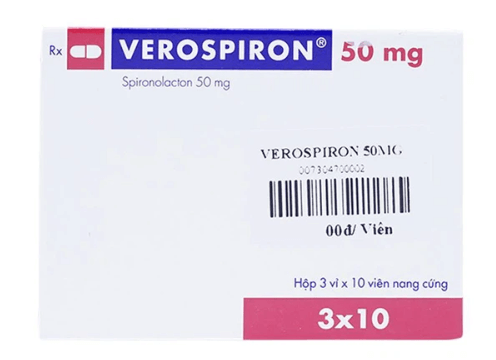 Rx VEROSPIRON® 50 mg
Spironolacton 50 mg
VEROSPIRON 50MG
007304700002
00đ/ Viên
Hộp 3 vỉ x 10 viên nang cứng
3x10